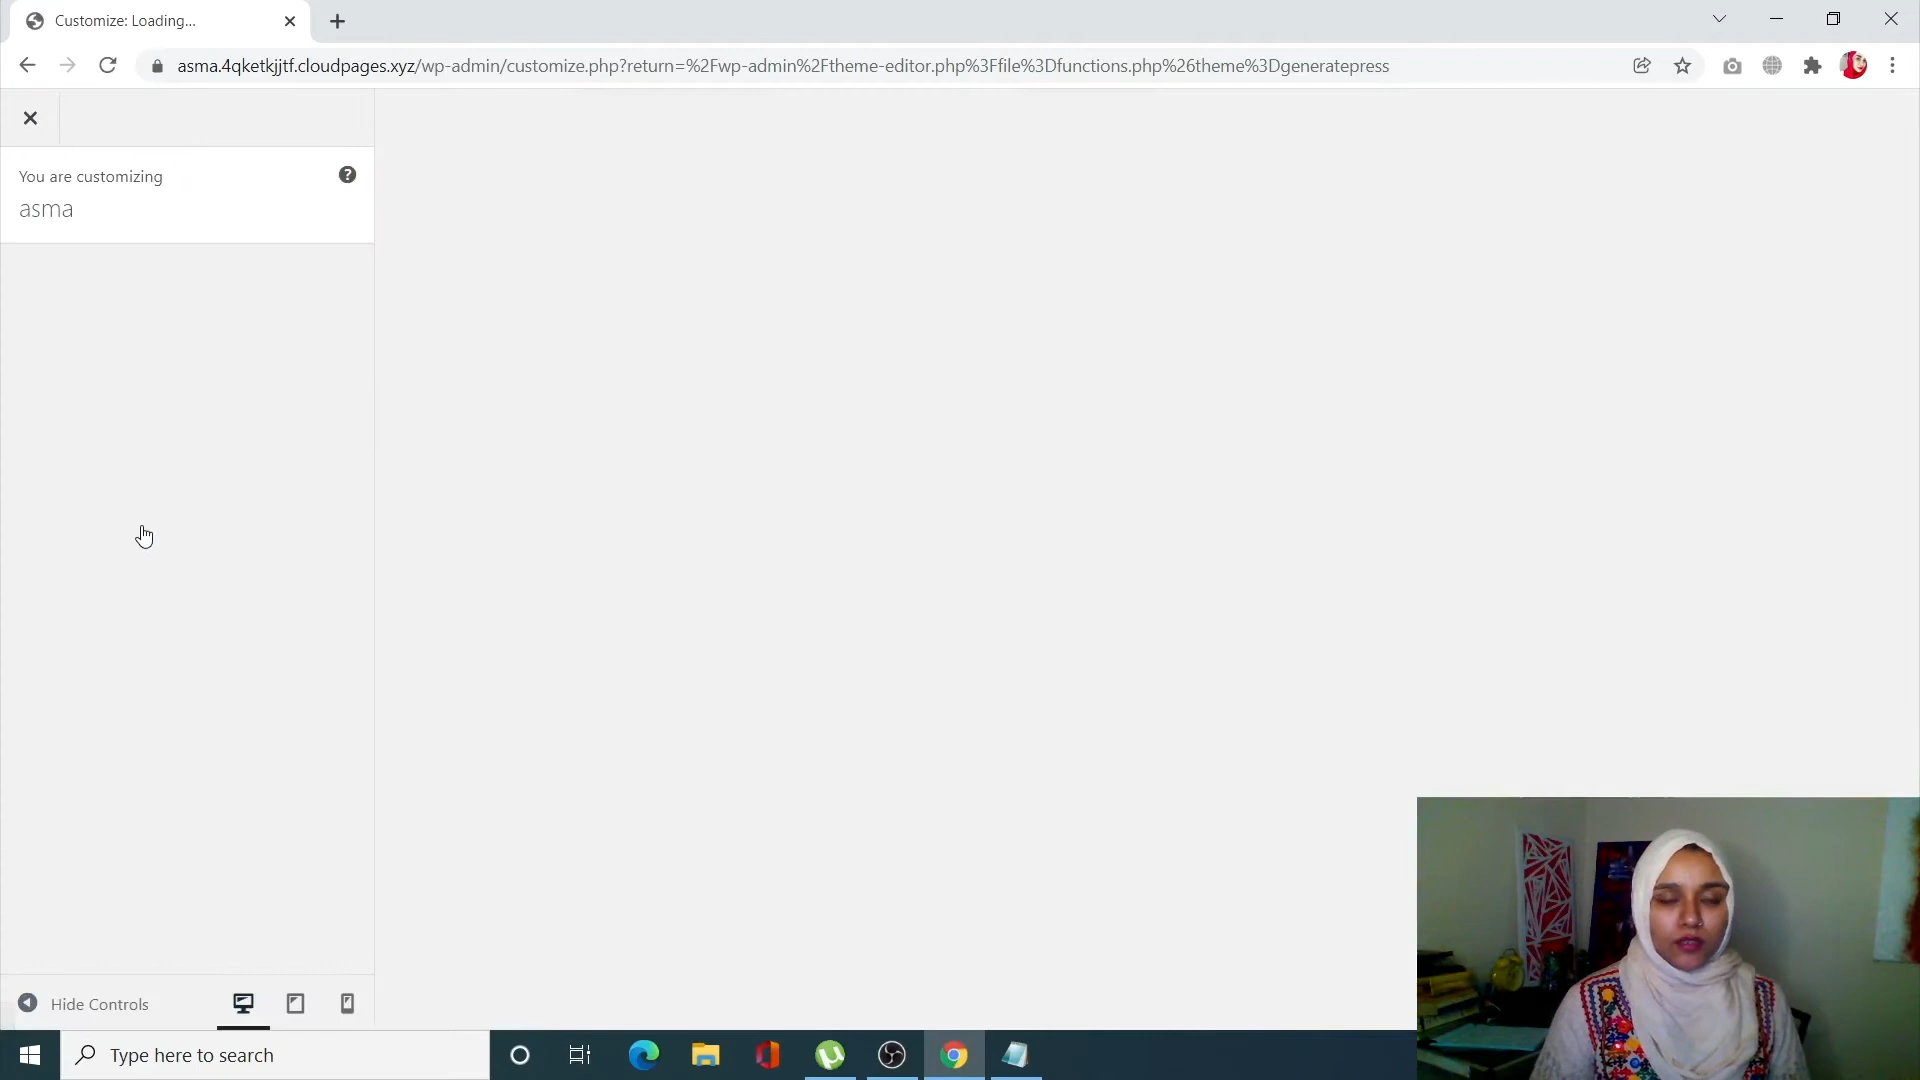 Customize: Loading...
asma.4qketkjjtf.cloudpages.xyz/wp-admin/customize.php?return=%2Fwp-admin%2Ftheme-editor.php%3Ffile%3Dfunctions.php%26theme%3Dgeneratepress
You are customizing
asma
Hide Controls
Type here to search